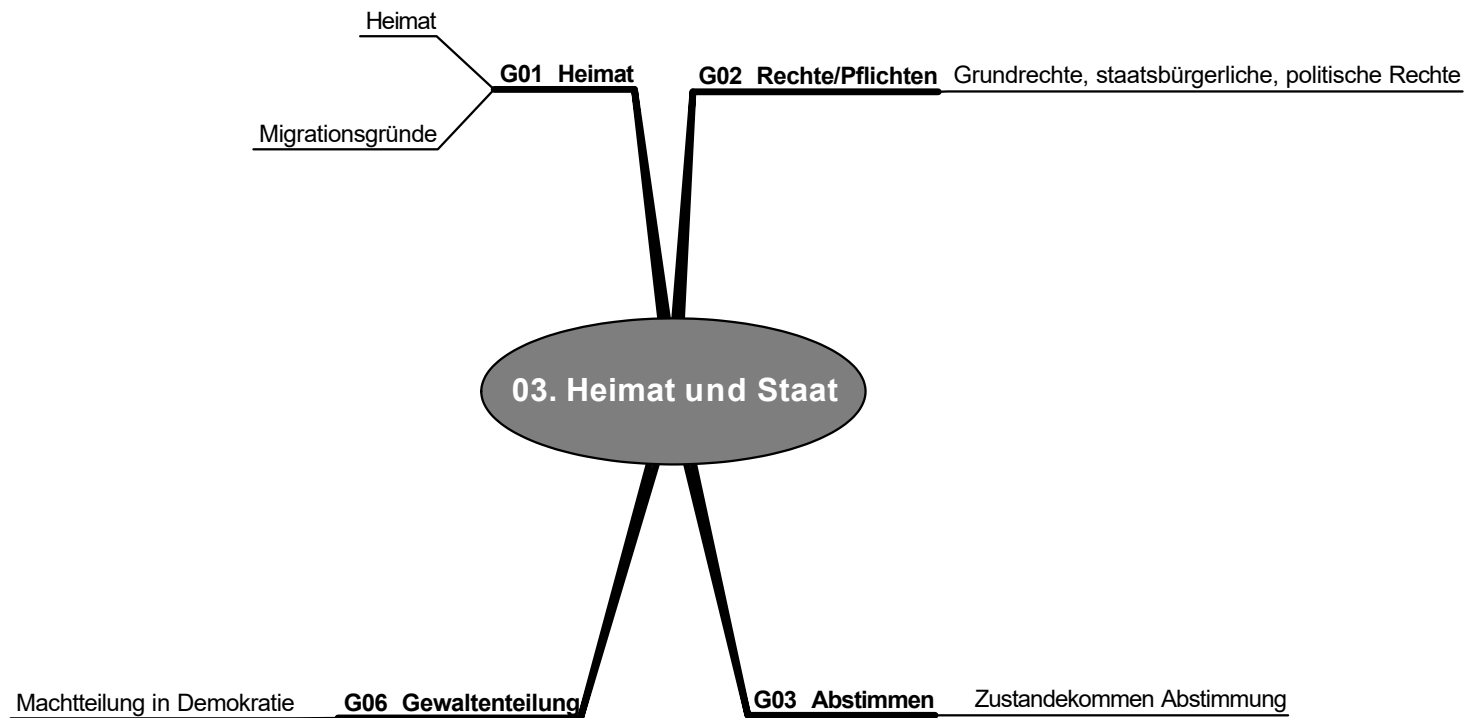 Heimat
G01 Heimat
Migrationsgründe
G02 Rechte/Pflichten
Grundrechte, staatsbürgerliche, politische Rechte
03. Heimat und Staat
Machtteilung in Demokratie
G06 Gewaltenteilung
G03 Abstimmen
Zustandekommen Abstimmung